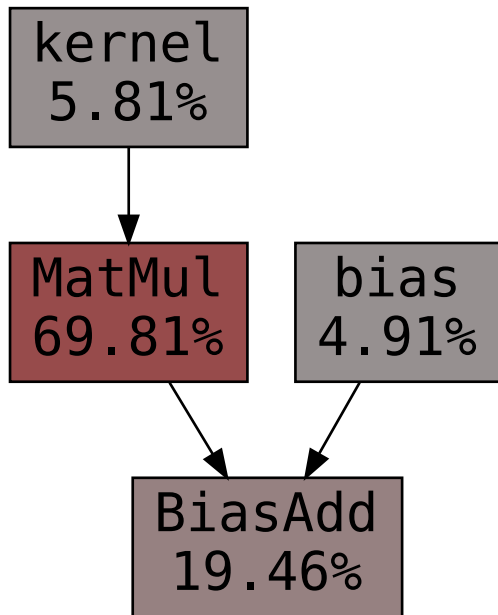 kernel
5.81%
MatMul
69.81%
bias
4.91%
BiasAdd
19.46%